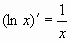 (ln x)′ = 1/x